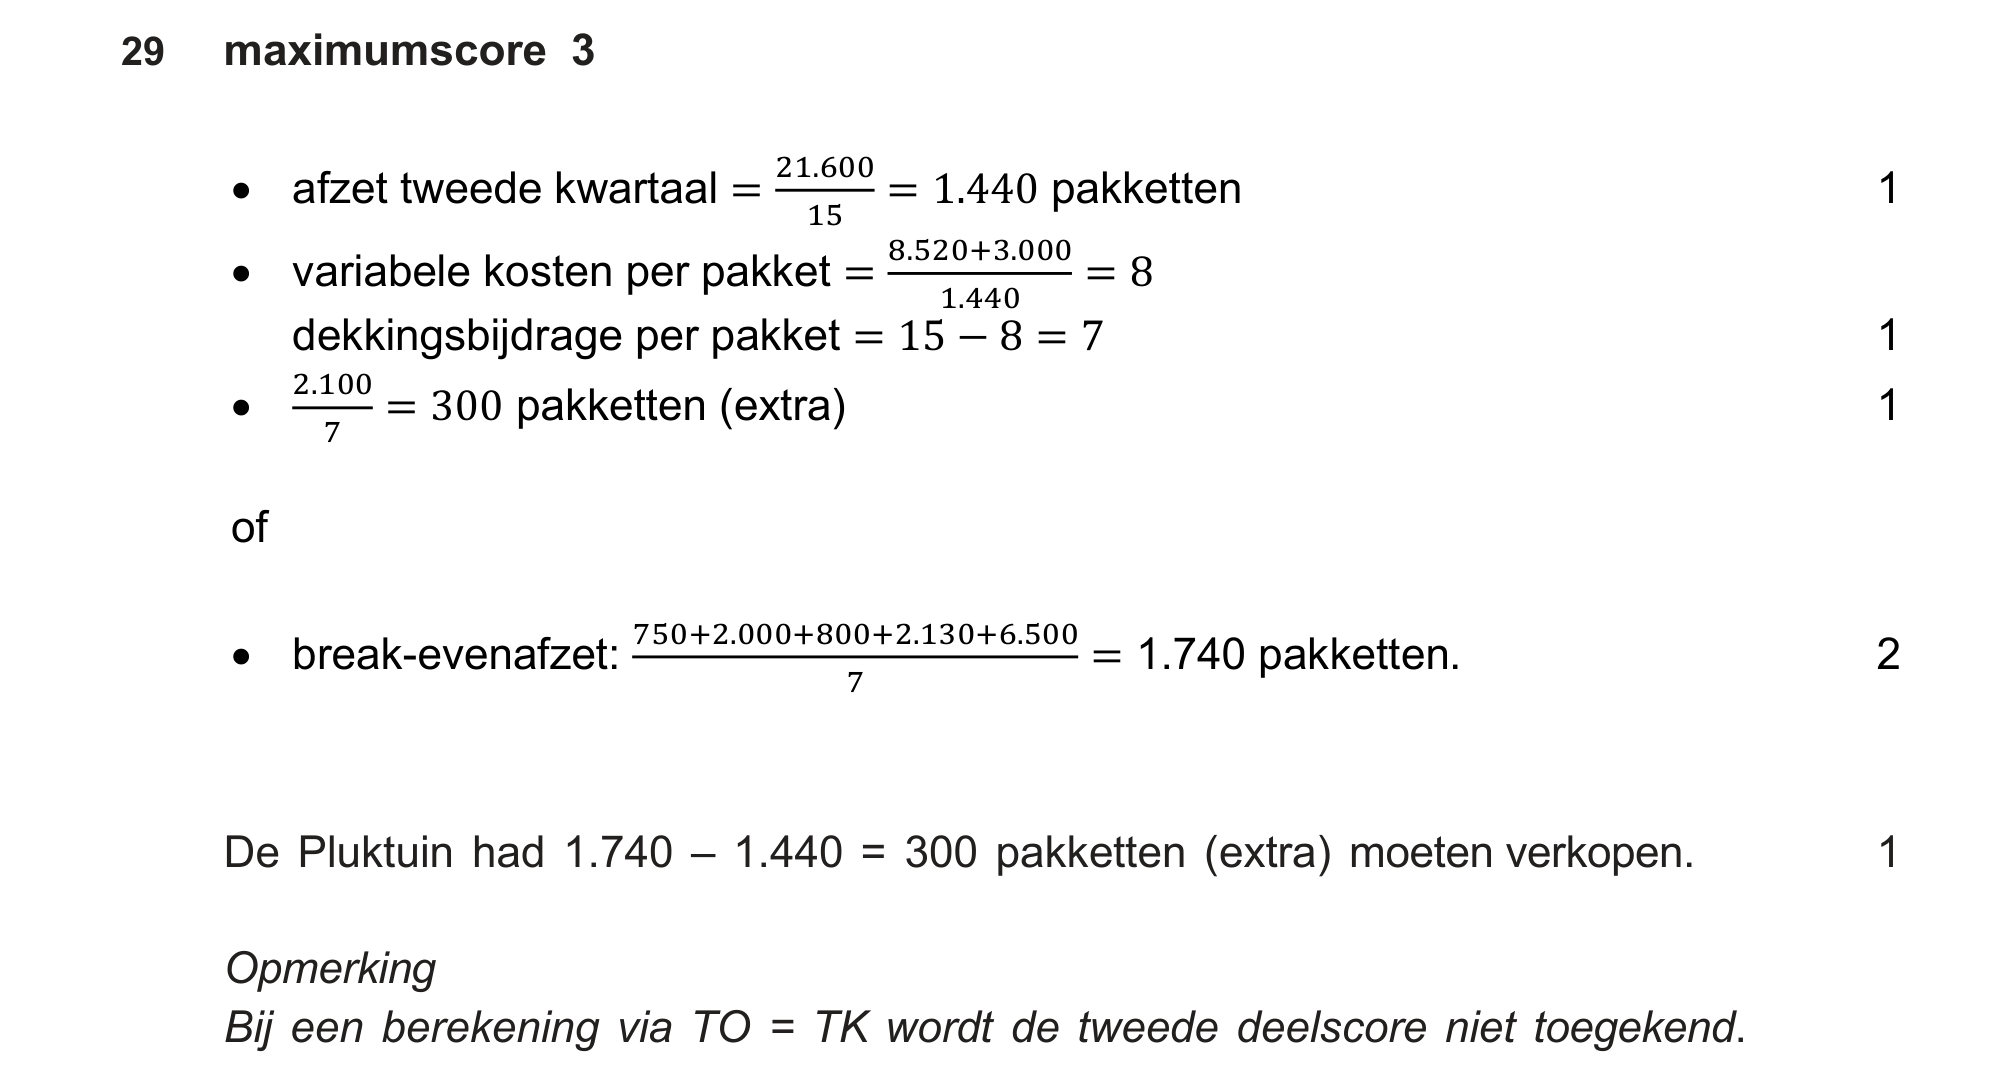 29 maximumscore 3
• afzet tweede kwartaal = 21.600/15 = 1.440 pakketten 1
• variabele kosten per pakket = 8.520+3.000/1.440 = 8
dekkingsbijdrage per pakket = 15 − 8 = 7 1
• 2.100/7 = 300 pakketten (extra) 1
of
• break-evenafzet: 750+2.000+800+2.130+6.500/7 = 1.740 pakketten. 2
De Pluktuin had 1.740 – 1.440 = 300 pakketten (extra) moeten verkopen. 1
Opmerking
Bij een berekening via TO = TK wordt de tweede deelscore niet toegekend.